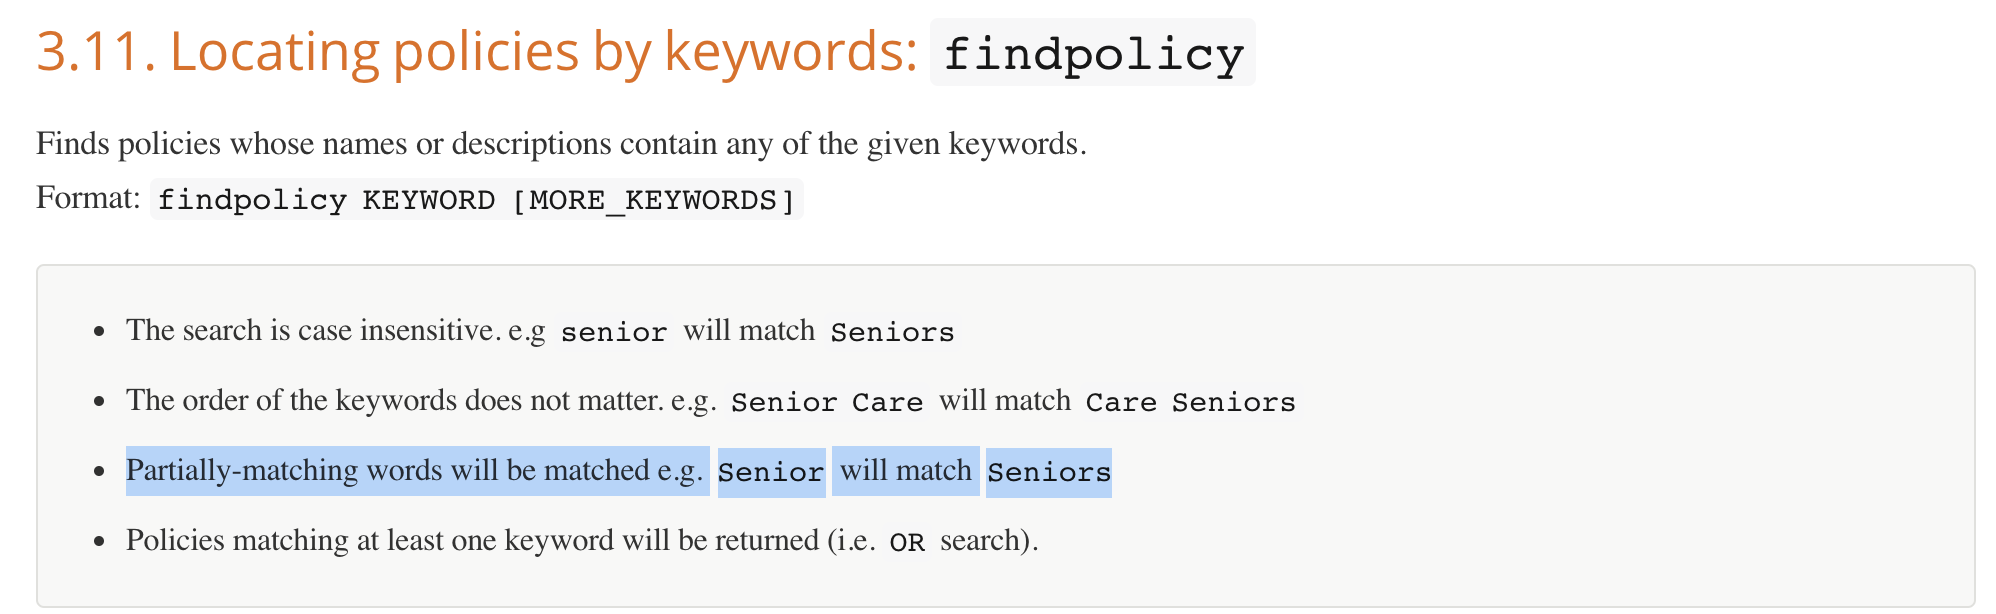 3.11. Locating policies by keywords: findpolicy
Finds policies whose names or descriptions contain any of the given keywords.
Format: findpolicy KEYWORD [MORE_KEYWORDS]
• The search is case insensitive. e.g senior will match Seniors
• The order of the keywords does not matter. e.g. Senior Care will match Care Seniors
• Partially-matching words will be matched e.g. Senior will match Seniors
• Policies matching at least one keyword will be returned (i.e. OR search).